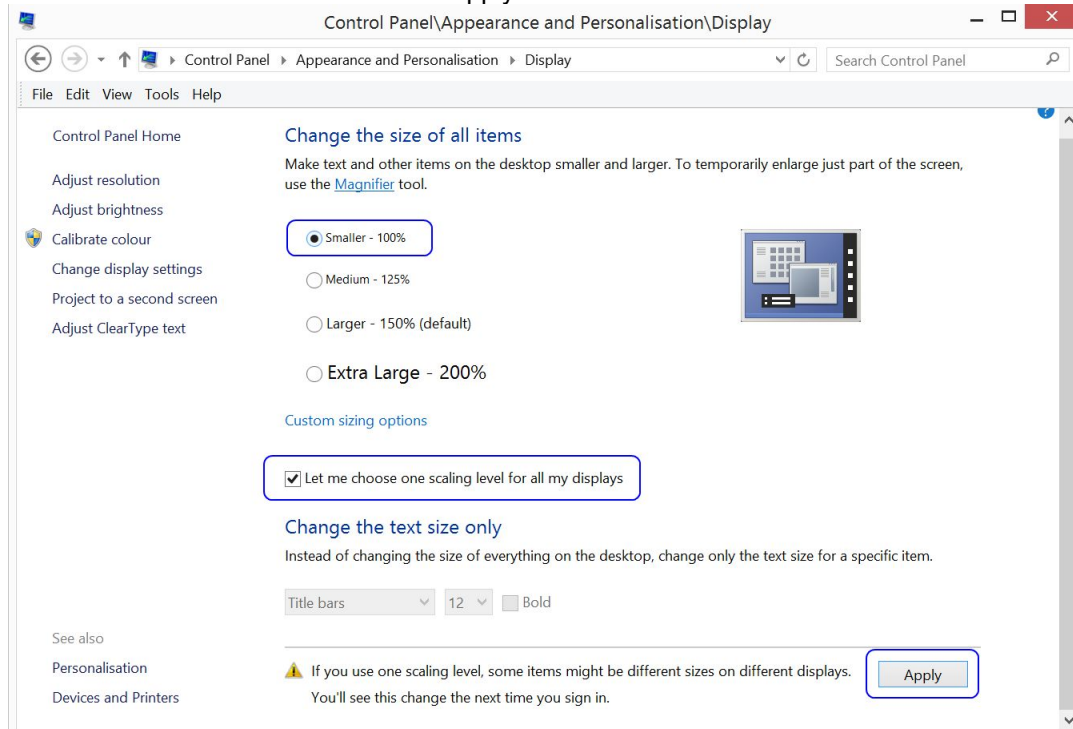 Apply
Control Panel\Appearance and Personalisation\Display
Control Panel Appearance and Personalisation Display
Search Control Panel
File Edit View Tools Help
Control Panel Home
Adjust resolution
Adjust brightness
Calibrate colour
Change display settings
Project to a second screen
Adjust ClearType text
Change the size of all items
Make text and other items on the desktop smaller and larger. To temporarily enlarge just part of the screen,
use the Magnifier tool.
Smaller - 100%
Medium - 125%
Larger - 150% (default)
Extra Large - 200%
Custom sizing options
Let me choose one scaling level for all my displays
Change the text size only
Instead of changing the size of everything on the desktop, change only the text size for a specific item.
Title bars 12 Bold
See also
Personalisation
Devices and Printers
If you use one scaling level, some items might be different sizes on different displays.
You'll see this change the next time you sign in.
Apply